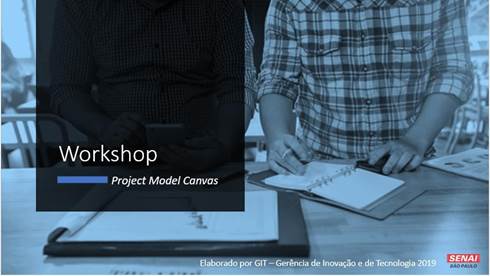 Workshop
Project Model Canvas
Elaborado por GIT – Gerência de Inovação e de Tecnologia 2019
SENAI
SÃO PAULO